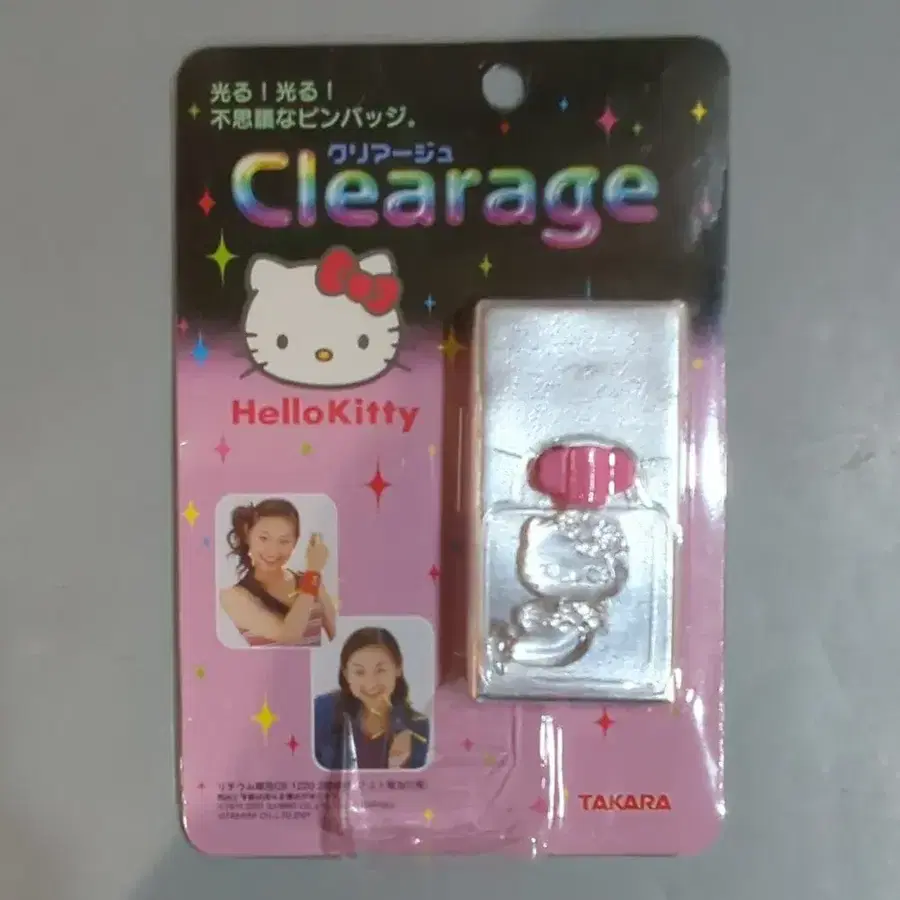 光る!光る!
不思議なピンバッジ。
クリアージュ
Clearage
HelloKitty
TAKARA